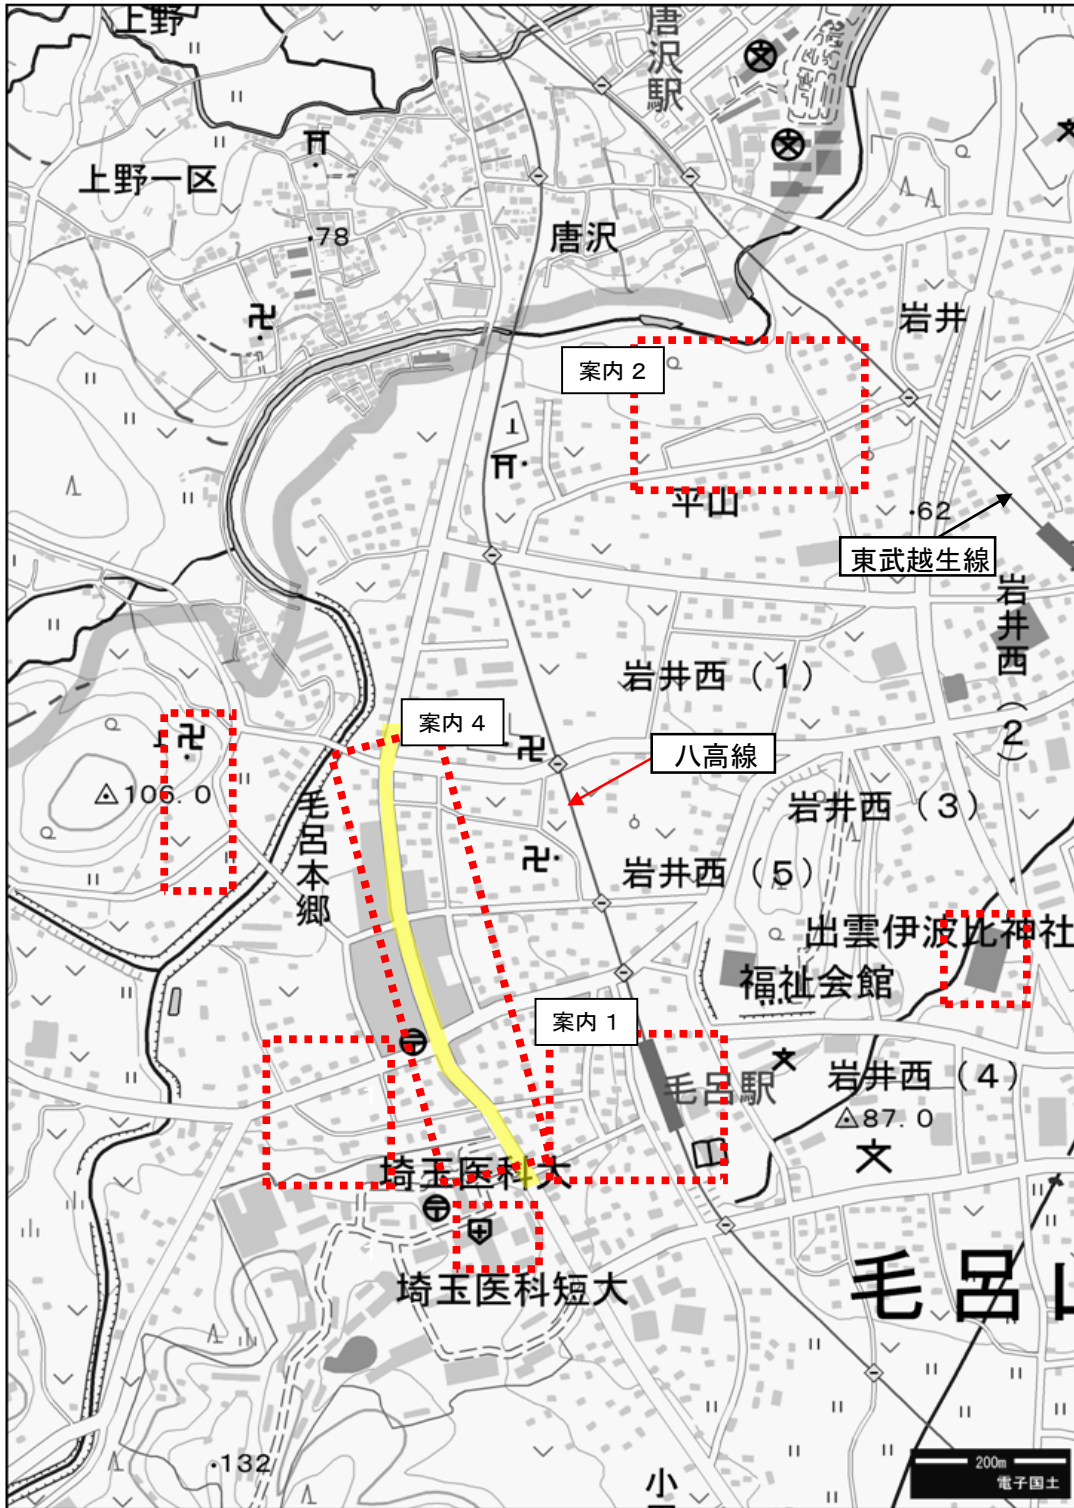 上野
唐沢駅
上野一区
78
唐沢
岩井
案内 2
平山
62
東武越生線
岩井西（2）
岩井西（1）
案内 4
八高線
106.0
毛呂本郷
岩井西（3）
岩井西（5）
出雲伊波比神社
福祉会館
案内 1
毛呂駅
岩井西（4）
87.0
埼玉医科大
埼玉医科短大
毛呂山
132
小
200m
電子国土